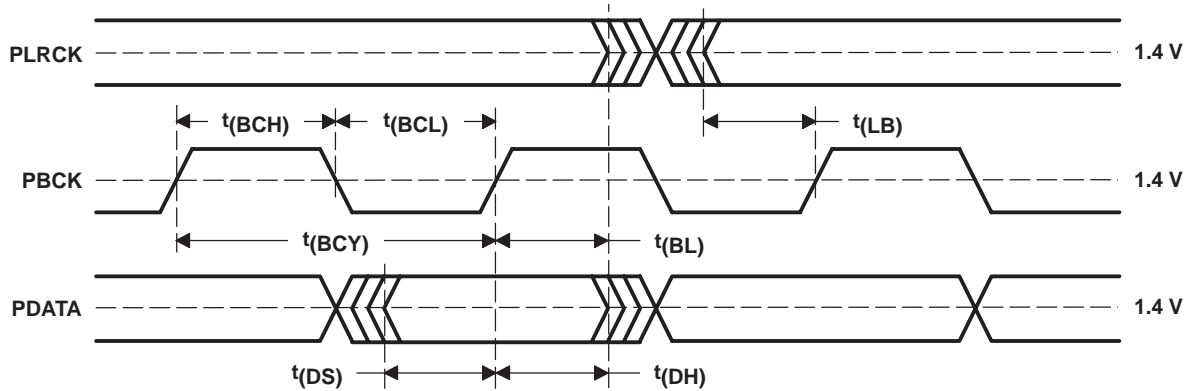 PLRCK 1.4 V
t(BCH) t(BCL) t(LB)
PBCK 1.4 V
t(BCY) t(BL)
PDATA 1.4 V
t(DS) t(DH)